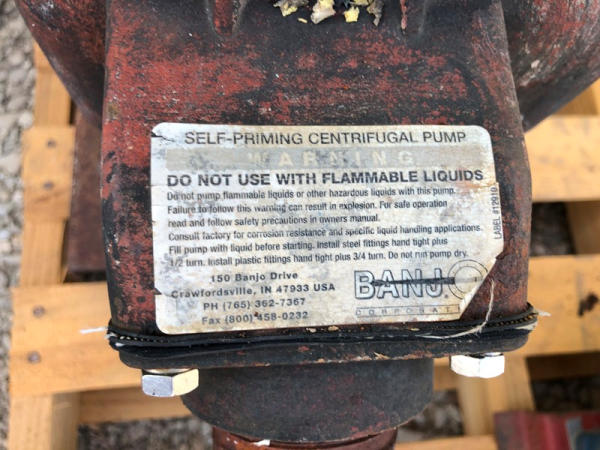 SELF-PRIMING CENTRIFUGAL PUMP
WARNING
DO NOT USE WITH FLAMMABLE LIQUIDS
Do not pump flammable liquids or other hazardous liquids with this pump.
Failure to follow this warning can result in explosion. For safe operation
read and follow safety precautions in owners manual.
Consult factory for corrosion resistance and specific liquid handling applications.
Fill pump with liquid before starting. Install steel fittings hand tight plus
1/2 turn. Install plastic fittings hand tight plus 3/4 turn. Do not run pump dry.
150 Banjo Drive
Crawfordsville, IN 47933 USA
PH (765) 362-7367
Fax (800) 458-0232
BANJO
CORPORAT
LABEL #12910